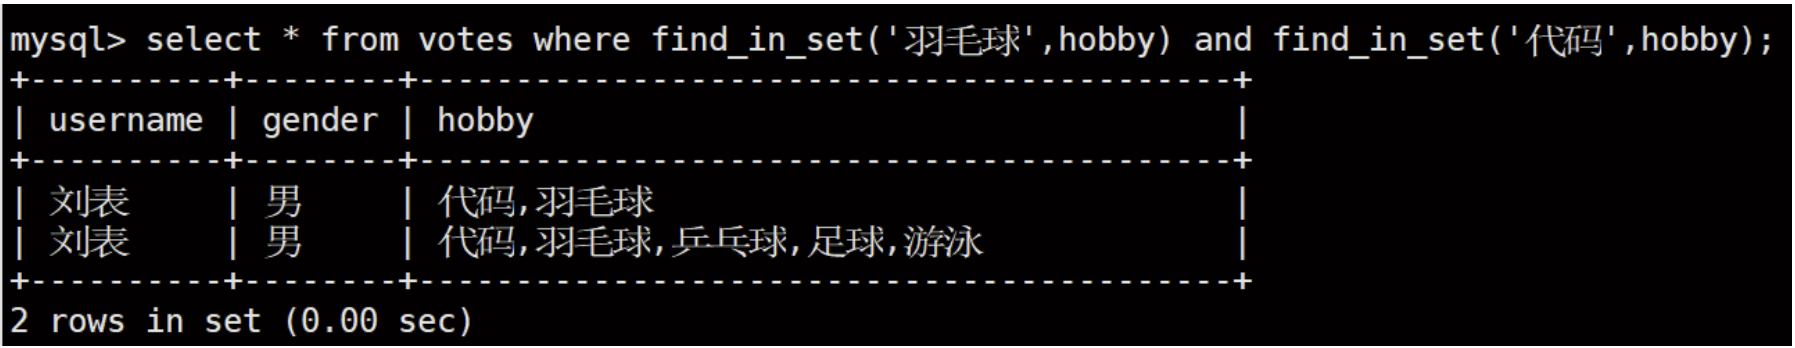 mysql> select * from votes where find_in_set('羽毛球',hobby) and find_in_set('代码',hobby);
+----------+--------+------------------------------------------+
| username | gender | hobby                                    |
+----------+--------+------------------------------------------+
| 刘表     | 男     | 代码,羽毛球                              |
| 刘表     | 男     | 代码,羽毛球,乒乓球,足球,游泳             |
+----------+--------+------------------------------------------+
2 rows in set (0.00 sec)